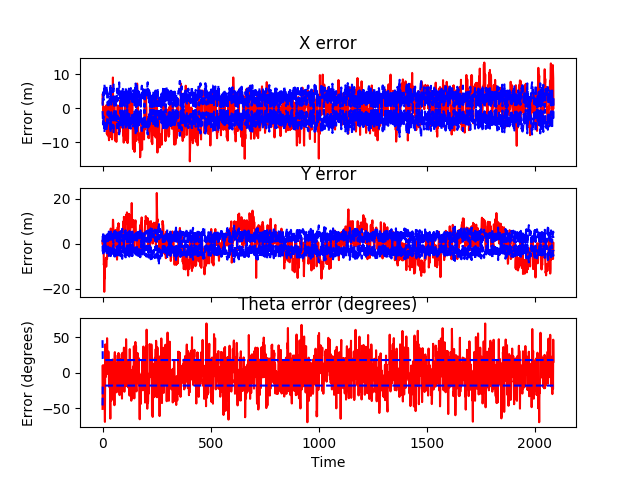 X error
10
0
−10
Error (m)
Y error
20
0
−20
Error (m)
Theta error (degrees)
50
0
−50
Error (degrees)
0
500
1000
1500
2000
Time